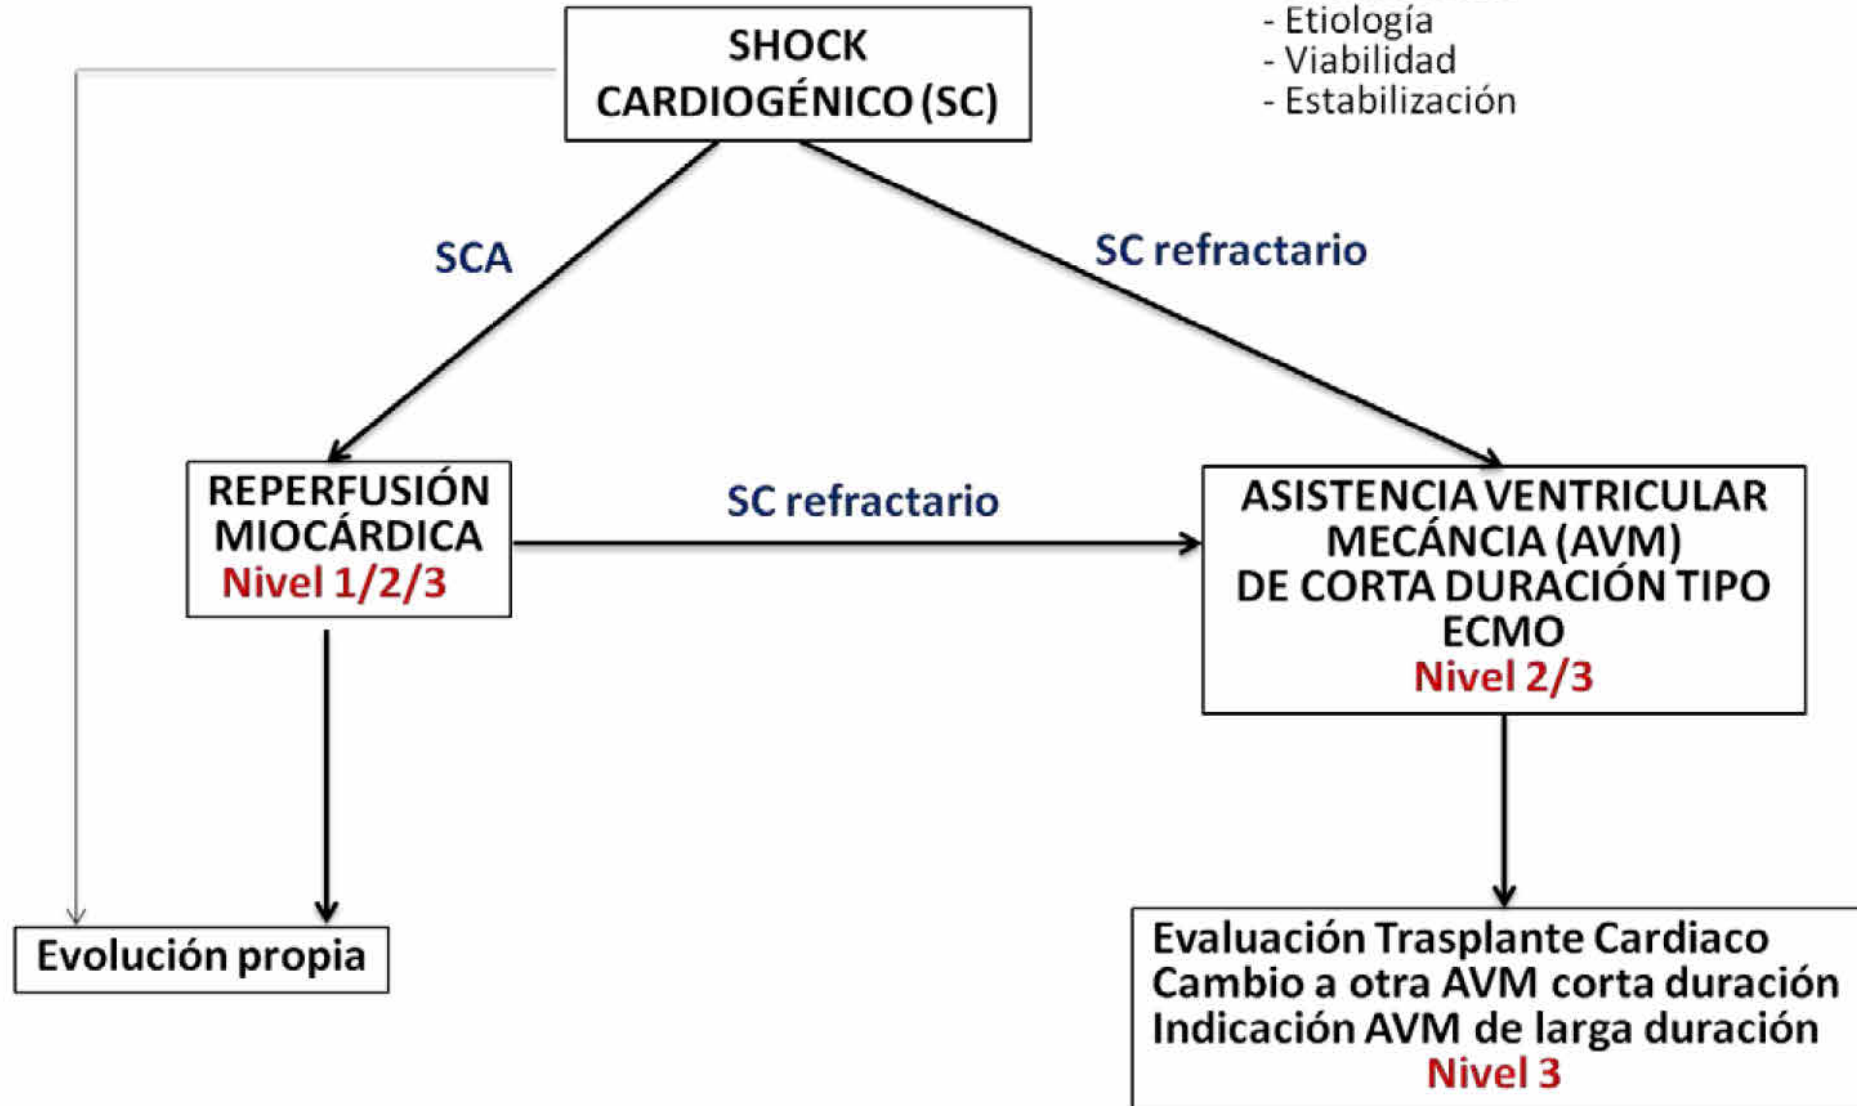 SHOCK
CARDIOGÉNICO (SC)
- Etiología
- Viabilidad
- Estabilización
SCA
SC refractario
REPERFUSIÓN
MIOCÁRDICA
Nivel 1/2/3
SC refractario
ASISTENCIA VENTRICULAR
MECÁNCIA (AVM)
DE CORTA DURACIÓN TIPO
ECMO
Nivel 2/3
Evolución propia
Evaluación Trasplante Cardiaco
Cambio a otra AVM corta duración
Indicación AVM de larga duración
Nivel 3